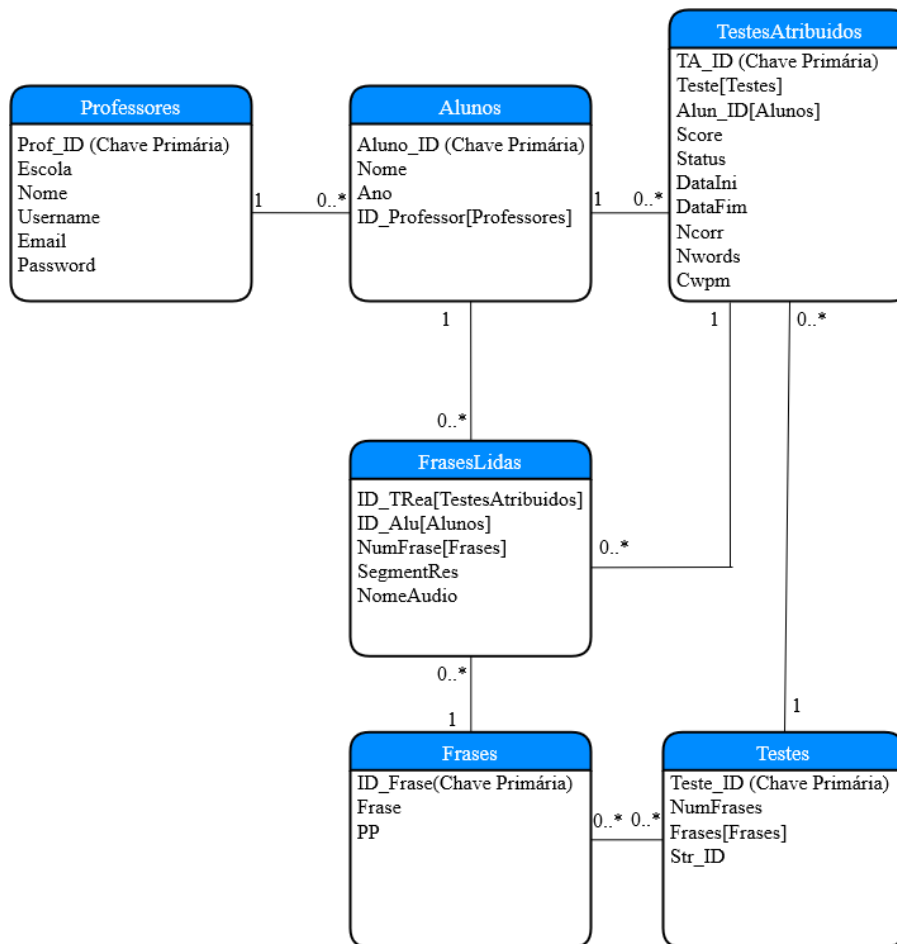 TestesAtribuidos
TA_ID (Chave Primária)
Teste[Testes]
Alun_ID[Alunos]
Score
Status
DataIni
DataFim
Ncorr
Nwords
Cwpm
Professores
Prof_ID (Chave Primária)
Escola
Nome
Username
Email
Password
1
0..*
Alunos
Aluno_ID (Chave Primária)
Nome
Ano
ID_Professor[Professores]
1
0..*
1
0..*
1
0..*
FrasesLidas
ID_TRea[TestesAtribuidos]
ID_Alu[Alunos]
NumFrase[Frases]
SegmentRes
NomeAudio
0..*
0..*
1
1
Frases
ID_Frase(Chave Primária)
Frase
PP
0..*
0..*
Testes
Teste_ID (Chave Primária)
NumFrases
Frases[Frases]
Str_ID